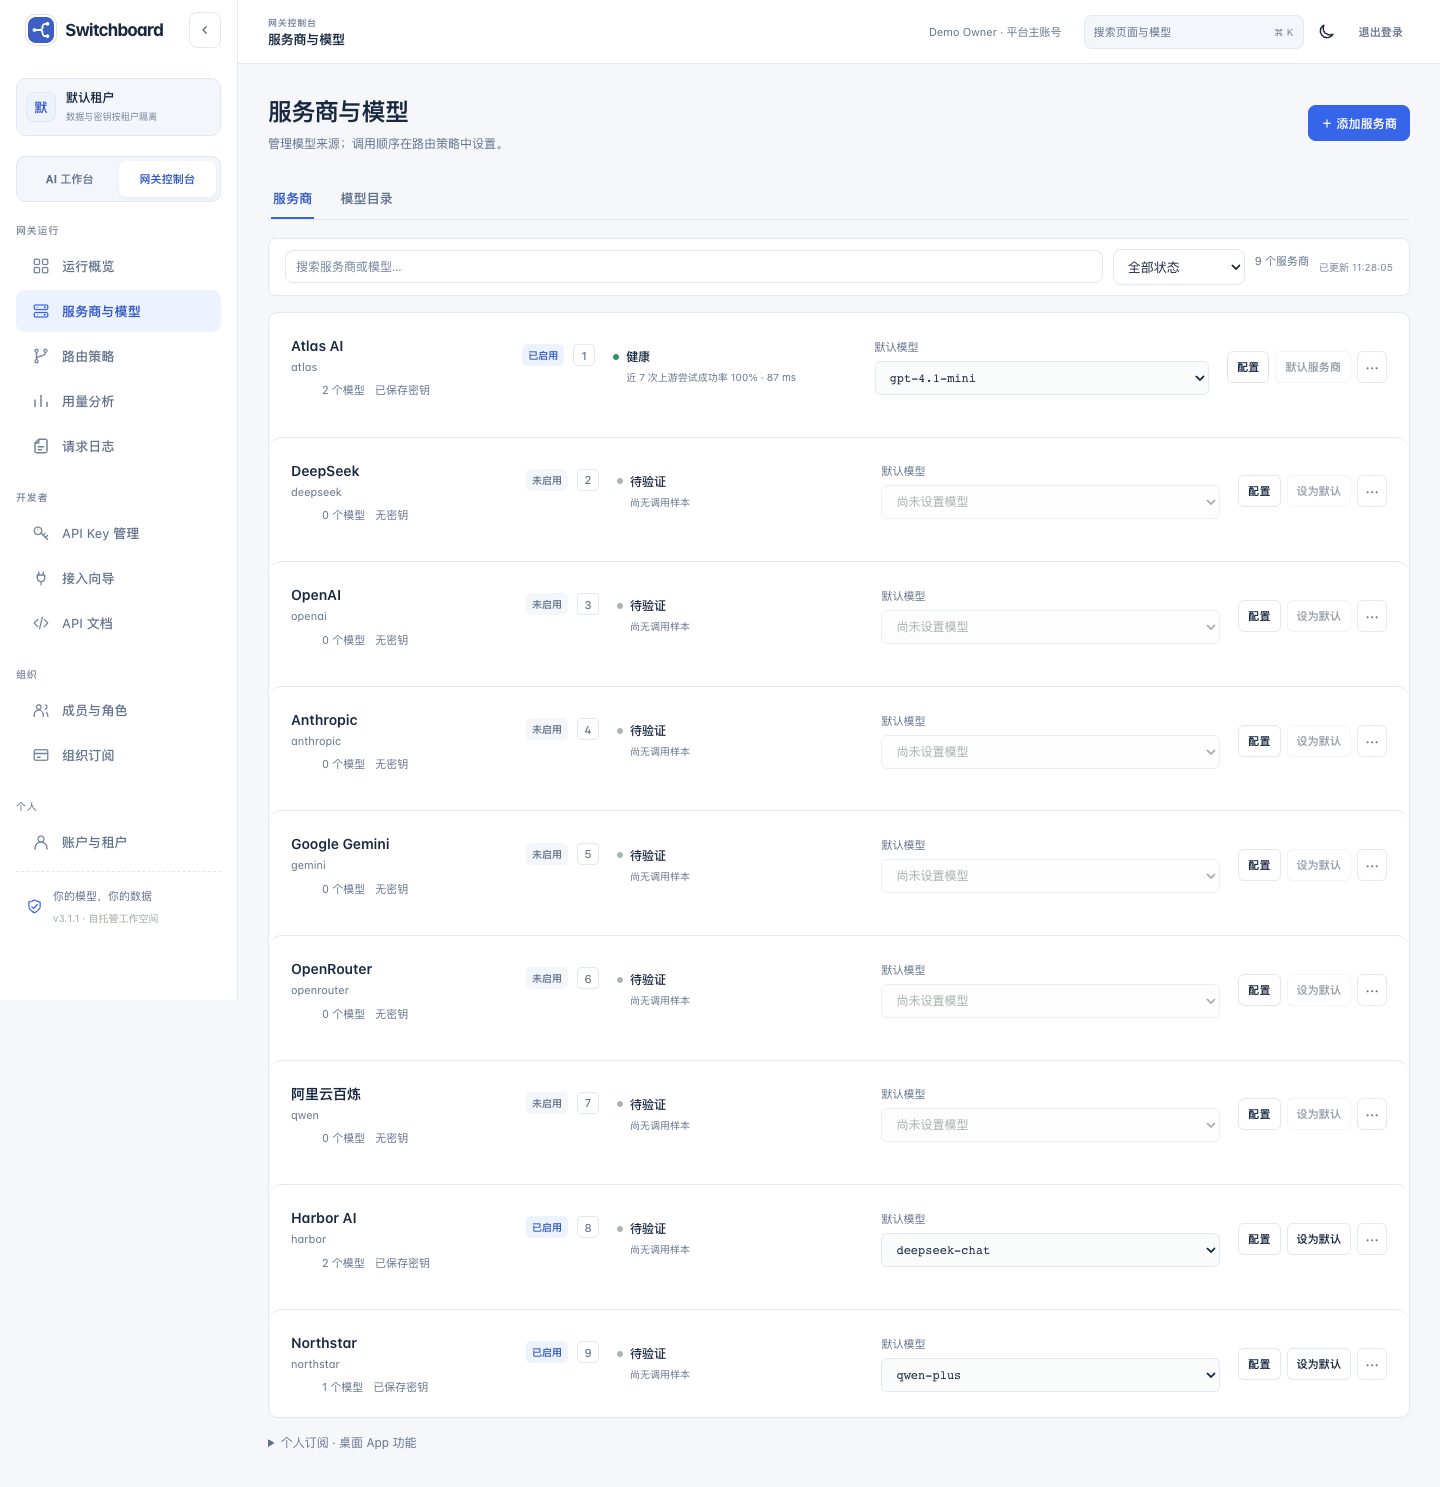 Switchboard
默
默认租户
数据与密钥按租户隔离
AI 工作台
网关控制台
网关运行
运行概览
服务商与模型
路由策略
用量分析
请求日志
开发者
API Key 管理
接入向导
API 文档
组织
成员与角色
组织订阅
个人
账户与租户
你的模型，你的数据
v3.1.1 · 自托管工作空间
网关控制台
服务商与模型
Demo Owner · 平台主账号
搜索页面与模型
⌘ K
退出登录
服务商与模型
管理模型来源；调用顺序在路由策略中设置。
+ 添加服务商
服务商
模型目录
搜索服务商或模型...
全部状态
9 个服务商
已更新 11:28:05
Atlas AI
atlas
2 个模型 已保存密钥
已启用
1
健康
近 7 次上游尝试成功率 100% · 87 ms
默认模型
gpt-4.1-mini
配置
默认服务商
...
DeepSeek
deepseek
0 个模型 无密钥
未启用
2
待验证
尚无调用样本
默认模型
尚未设置模型
配置
设为默认
...
OpenAI
openai
0 个模型 无密钥
未启用
3
待验证
尚无调用样本
默认模型
尚未设置模型
配置
设为默认
...
Anthropic
anthropic
0 个模型 无密钥
未启用
4
待验证
尚无调用样本
默认模型
尚未设置模型
配置
设为默认
...
Google Gemini
gemini
0 个模型 无密钥
未启用
5
待验证
尚无调用样本
默认模型
尚未设置模型
配置
设为默认
...
OpenRouter
openrouter
0 个模型 无密钥
未启用
6
待验证
尚无调用样本
默认模型
尚未设置模型
配置
设为默认
...
阿里云百炼
qwen
0 个模型 无密钥
未启用
7
待验证
尚无调用样本
默认模型
尚未设置模型
配置
设为默认
...
Harbor AI
harbor
2 个模型 已保存密钥
已启用
8
待验证
尚无调用样本
默认模型
deepseek-chat
配置
设为默认
...
Northstar
northstar
1 个模型 已保存密钥
已启用
9
待验证
尚无调用样本
默认模型
qwen-plus
配置
设为默认
...
个人订阅 · 桌面 App 功能